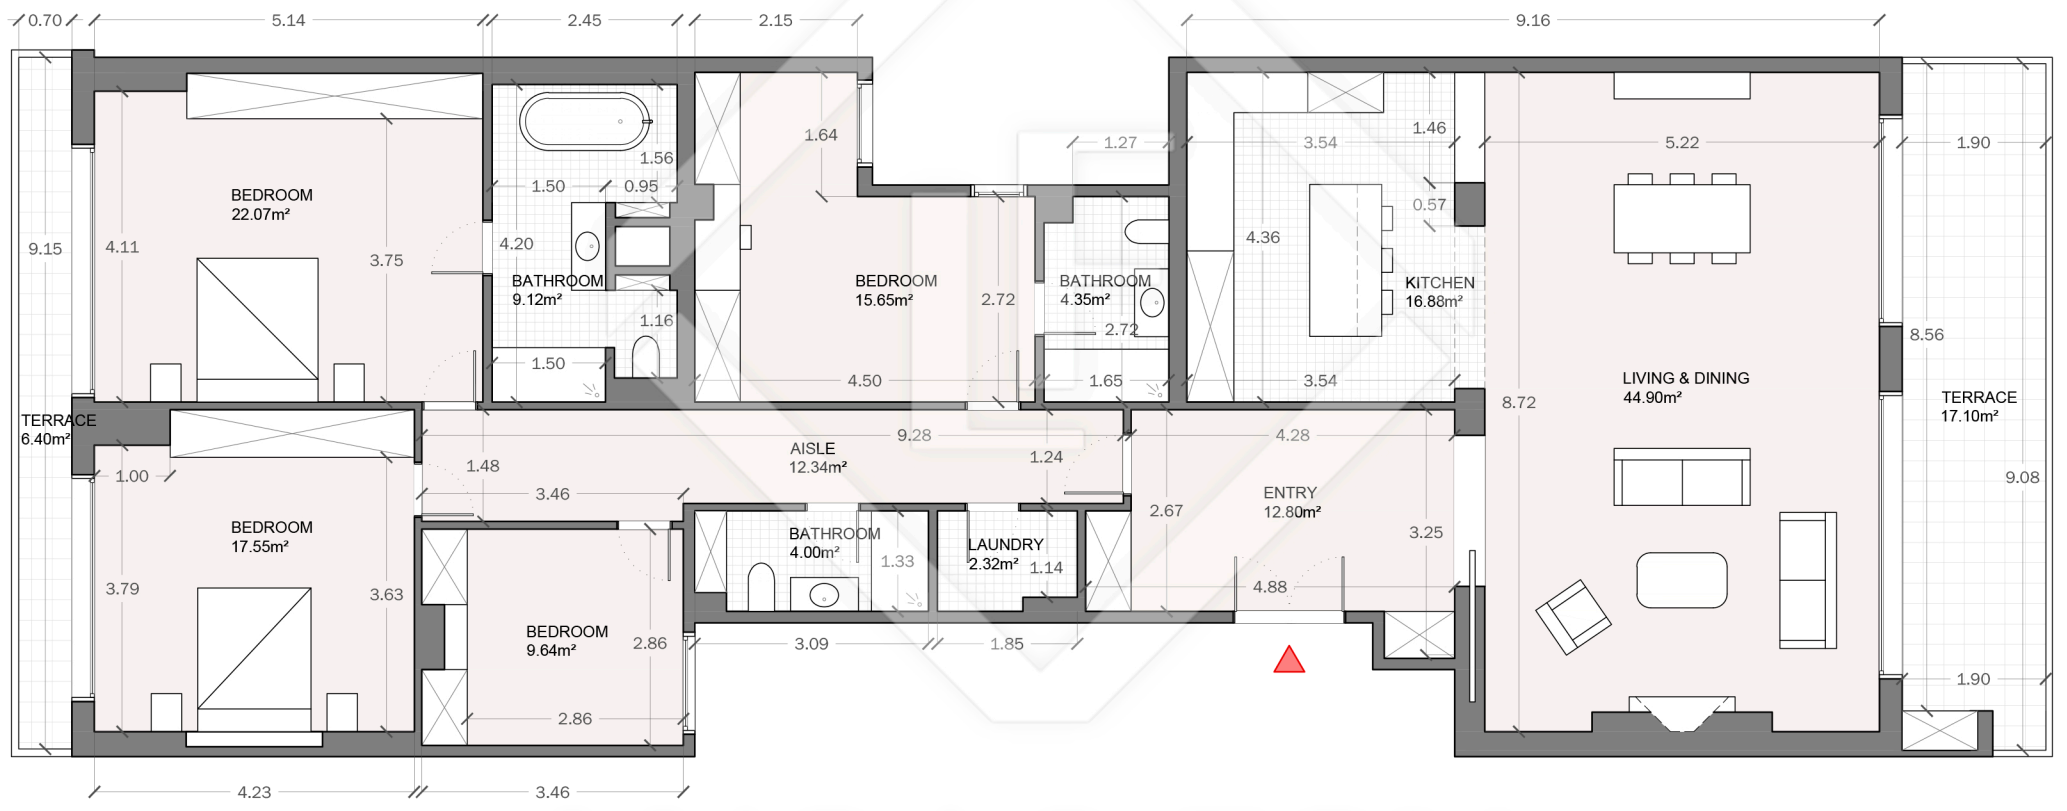 0.70
5.14
2.45
2.15
9.16
1.64
1.27
3.54
1.46
5.22
1.90
1.56
1.50
0.95
BEDROOM
22.07m²
0.57
9.15
4.11
3.75
4.20
4.36
BATHROOM
9.12m²
BEDROOM
15.65m²
2.72
BATHROOM
4.35m²
KITCHEN
16.88m²
1.16
2.72
8.56
1.50
4.50
1.65
3.54
LIVING & DINING
44.90m²
8.72
TERRACE
17.10m²
TERRACE
6.40m²
9.28
4.28
AISLE
12.34m²
1.24
1.00
1.48
3.46
9.08
ENTRY
12.80m²
2.67
3.25
BEDROOM
17.55m²
BATHROOM
4.00m²
1.33
LAUNDRY
2.32m²
1.14
3.79
3.63
4.88
BEDROOM
9.64m²
2.86
3.09
1.85
1.90
2.86
4.23
3.46